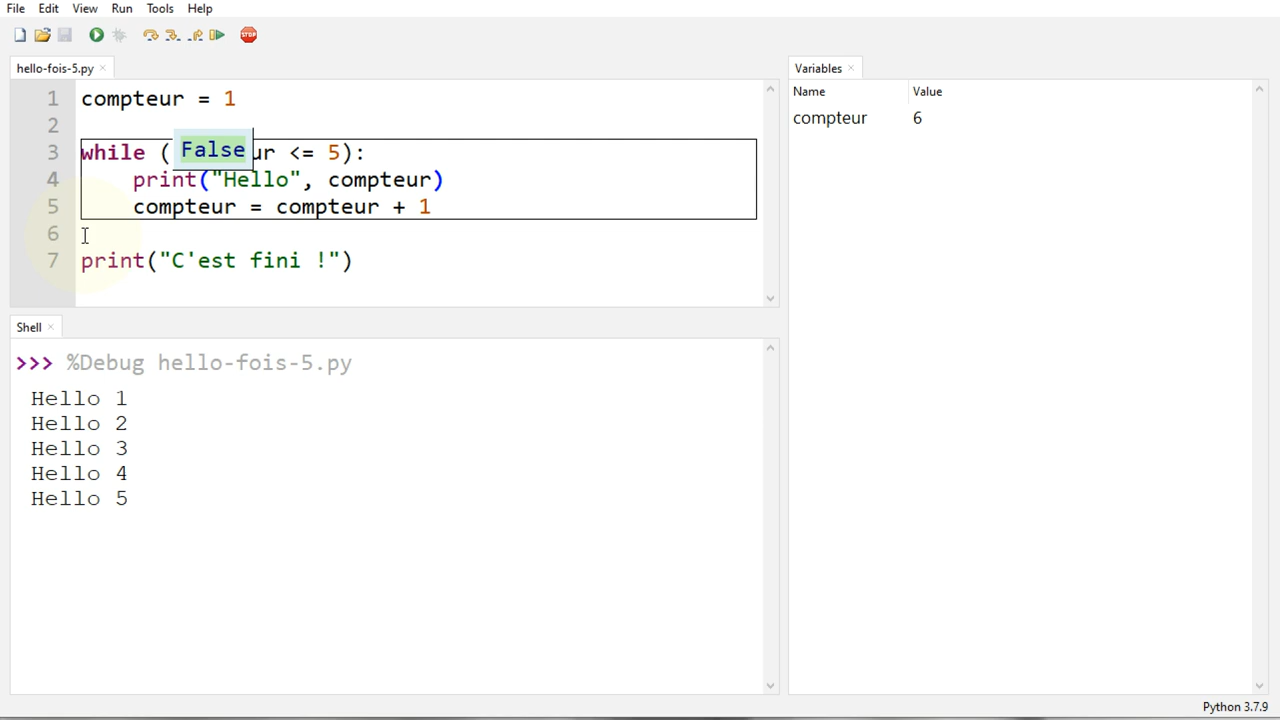 File Edit View Run Tools Help
STOP
hello-fois-5.py
1 compteur = 1
2
3 while ( False ur <= 5):
4 print("Hello", compteur)
5 compteur = compteur + 1
6
7 print("C'est fini !")
Variables
Name Value
compteur 6
Shell
>>> %Debug hello-fois-5.py
Hello 1
Hello 2
Hello 3
Hello 4
Hello 5
Python 3.7.9